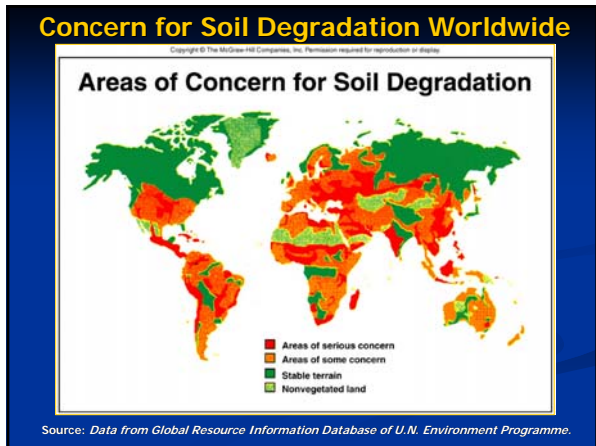 Concern for Soil Degradation Worldwide
Copyright © The McGraw-Hill Companies, Inc. Permission required for reproduction or display.
Areas of Concern for Soil Degradation
Areas of serious concern
Areas of some concern
Stable terrain
Nonvegetated land
Source: Data from Global Resource Information Database of U.N. Environment Programme.